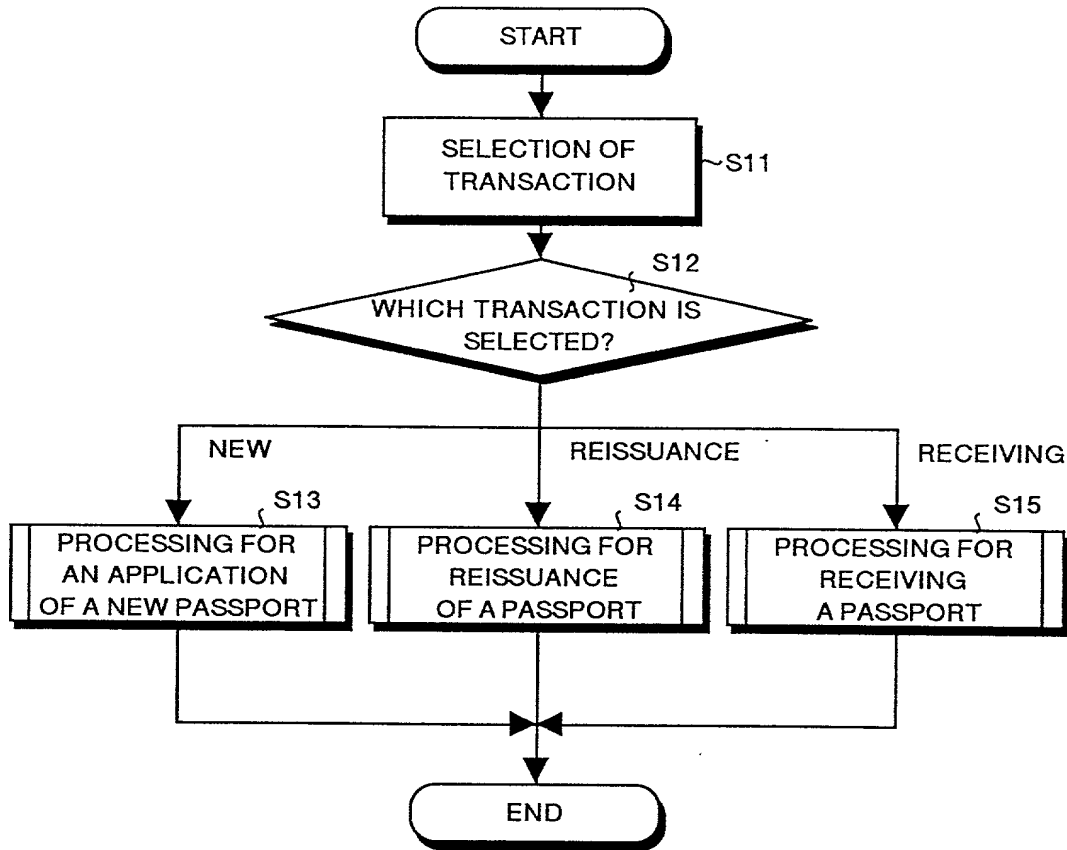 START
SELECTION OF
TRANSACTION
S11
S12
WHICH TRANSACTION IS
SELECTED?
NEW
REISSUANCE
RECEIVING
S13
S14
S15
PROCESSING FOR
AN APPLICATION
OF A NEW PASSPORT
PROCESSING FOR
REISSUANCE
OF A PASSPORT
PROCESSING FOR
RECEIVING
A PASSPORT
END